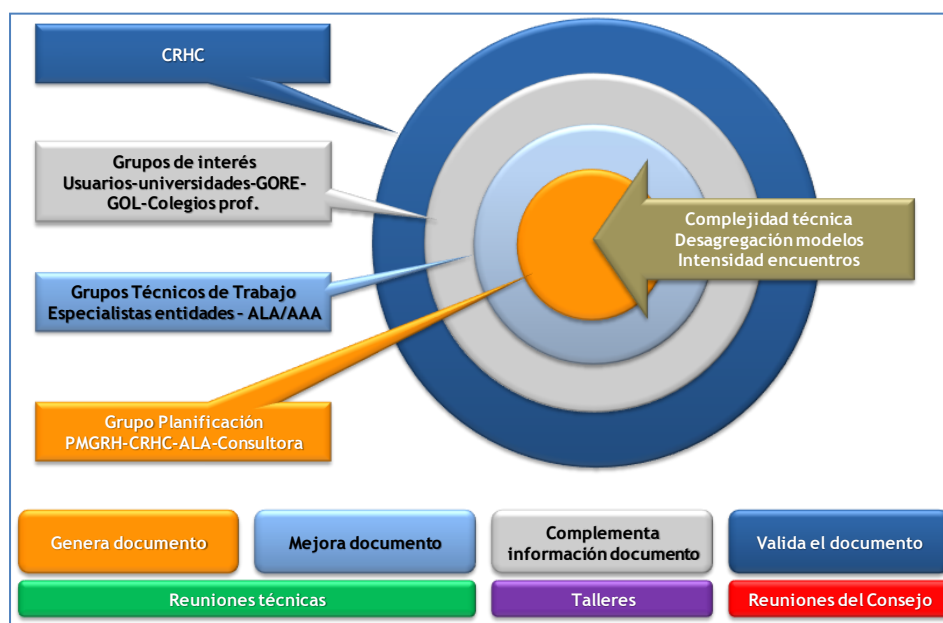 CRHC
Grupos de interés
Usuarios-universidades-GORE-
GOL-Colegios prof.
Grupos Técnicos de Trabajo
Especialistas entidades - ALA/AAA
Grupo Planificación
PMGRH-CRHC-ALA-Consultora
Complejidad técnica
Desagregación modelos
Intensidad encuentros
Genera documento
Mejora documento
Complementa
información documento
Valida el documento
Reuniones técnicas
Talleres
Reuniones del Consejo